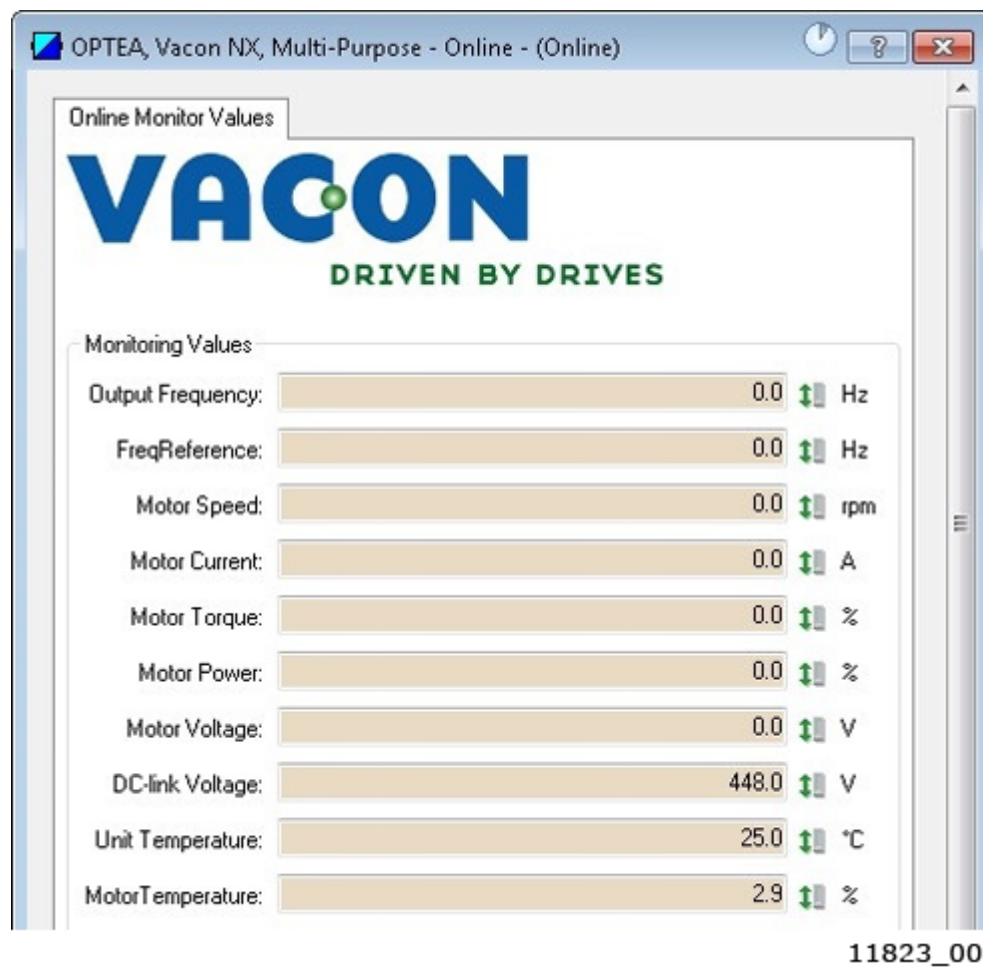 OPTEA, Vacon NX, Multi-Purpose - Online - (Online)
Online Monitor Values
VACON
DRIVEN BY DRIVES
Monitoring Values
Output Frequency: 0.0 Hz
FreqReference: 0.0 Hz
Motor Speed: 0.0 rpm
Motor Current: 0.0 A
Motor Torque: 0.0 %
Motor Power: 0.0 %
Motor Voltage: 0.0 V
DC-link Voltage: 448.0 V
Unit Temperature: 25.0 °C
MotorTemperature: 2.9 %
11823_00